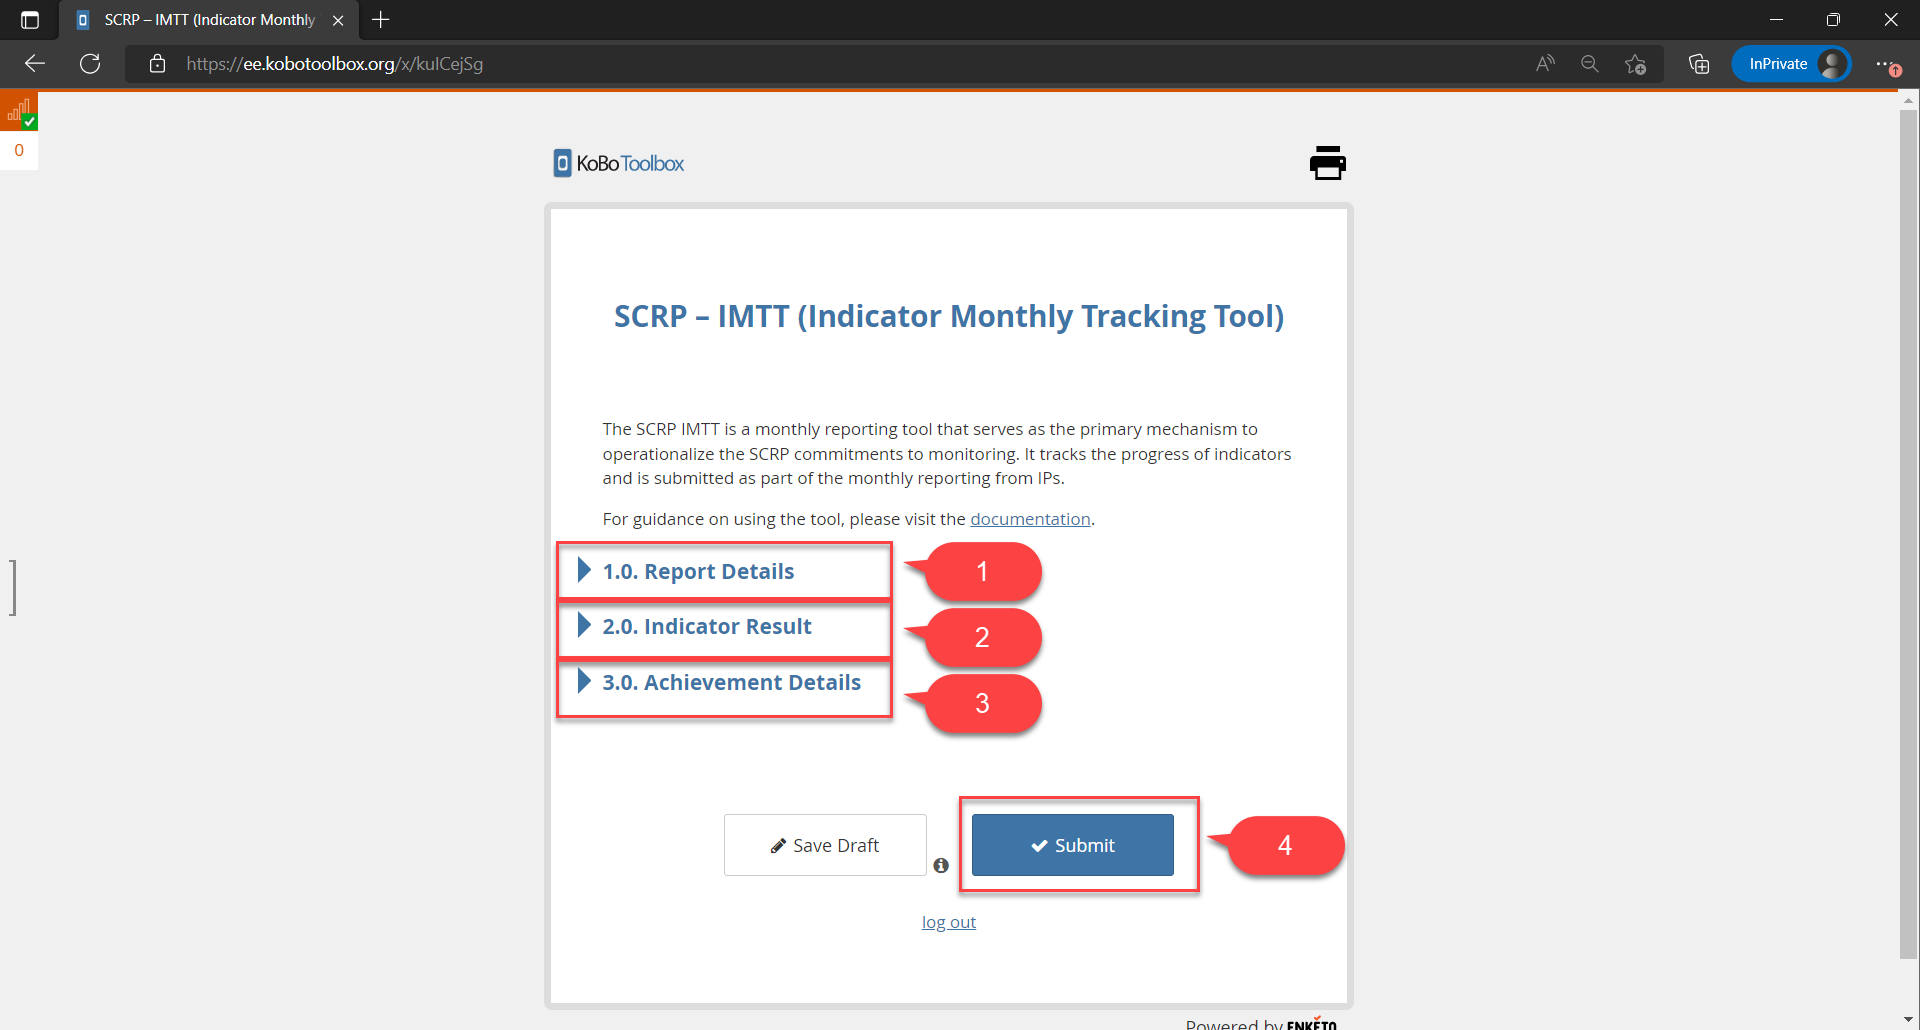 SCRP – IMTT (Indicator Monthly
https://ee.kobotoolbox.org/x/kulCejSg
InPrivate
0
KoBoToolbox
SCRP – IMTT (Indicator Monthly Tracking Tool)
The SCRP IMTT is a monthly reporting tool that serves as the primary mechanism to
operationalize the SCRP commitments to monitoring. It tracks the progress of indicators
and is submitted as part of the monthly reporting from IPs.
For guidance on using the tool, please visit the documentation.
1.0. Report Details
1
2.0. Indicator Result
2
3.0. Achievement Details
3
Save Draft
Submit
4
log out
Powered by ENKETO